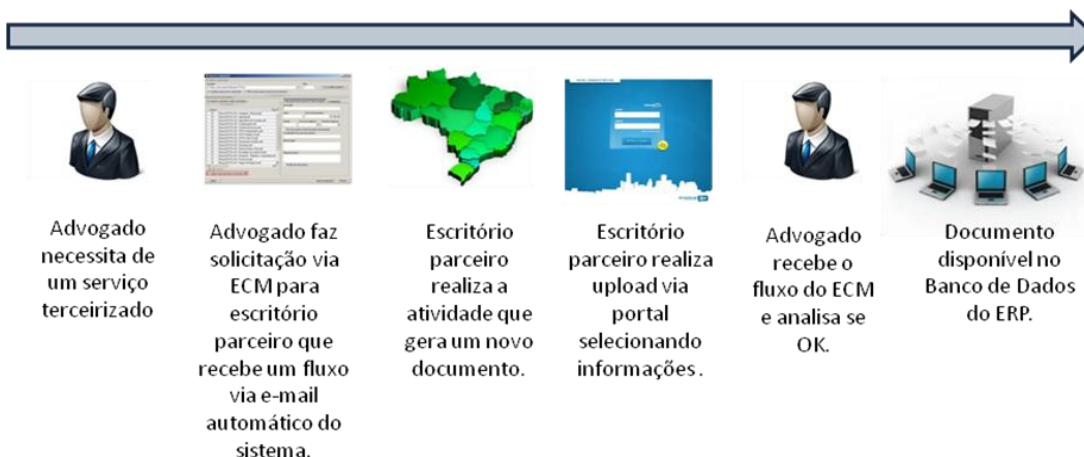 Advogado
necessita de
um serviço
terceirizado
Advogado faz
solicitação via
ECM para
escritório
parceiro que
recebe um fluxo
via e-mail
automático do
sistema.
Escritório
parceiro
realiza a
atividade que
gera um novo
documento.
Escritório
parceiro realiza
upload via
portal
selecionando
informações.
Advogado
recebe o
fluxo do ECM
e analisa se
OK.
Documento
disponível no
Banco de Dados
do ERP.